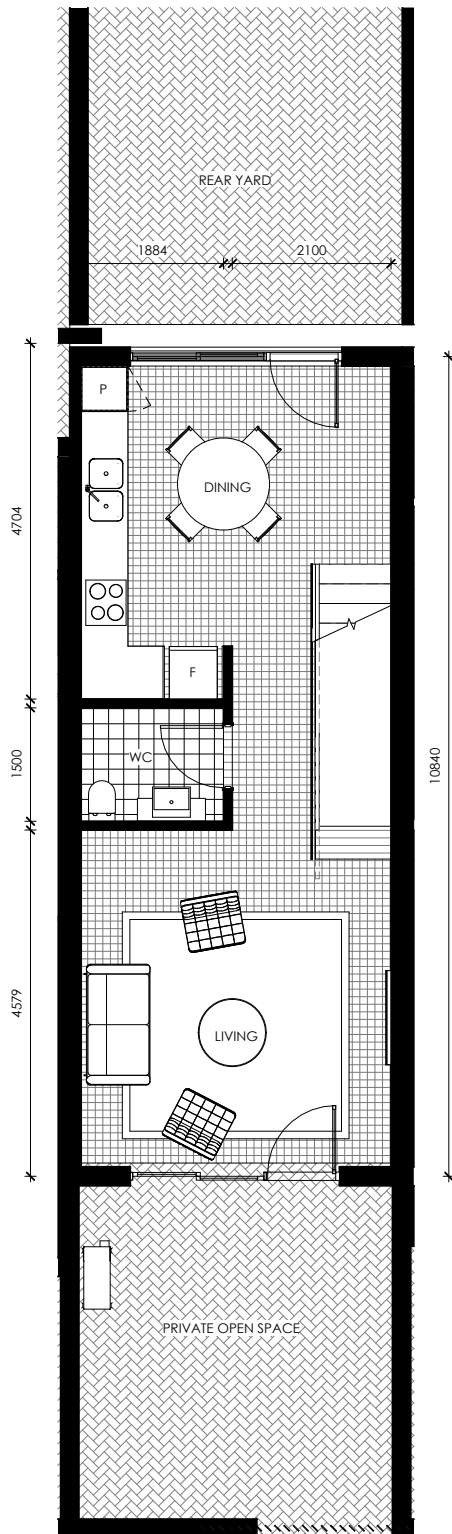 REAR YARD
1884
2100
P
DINING
4704
F
WC
1500
10840
4579
LIVING
PRIVATE OPEN SPACE